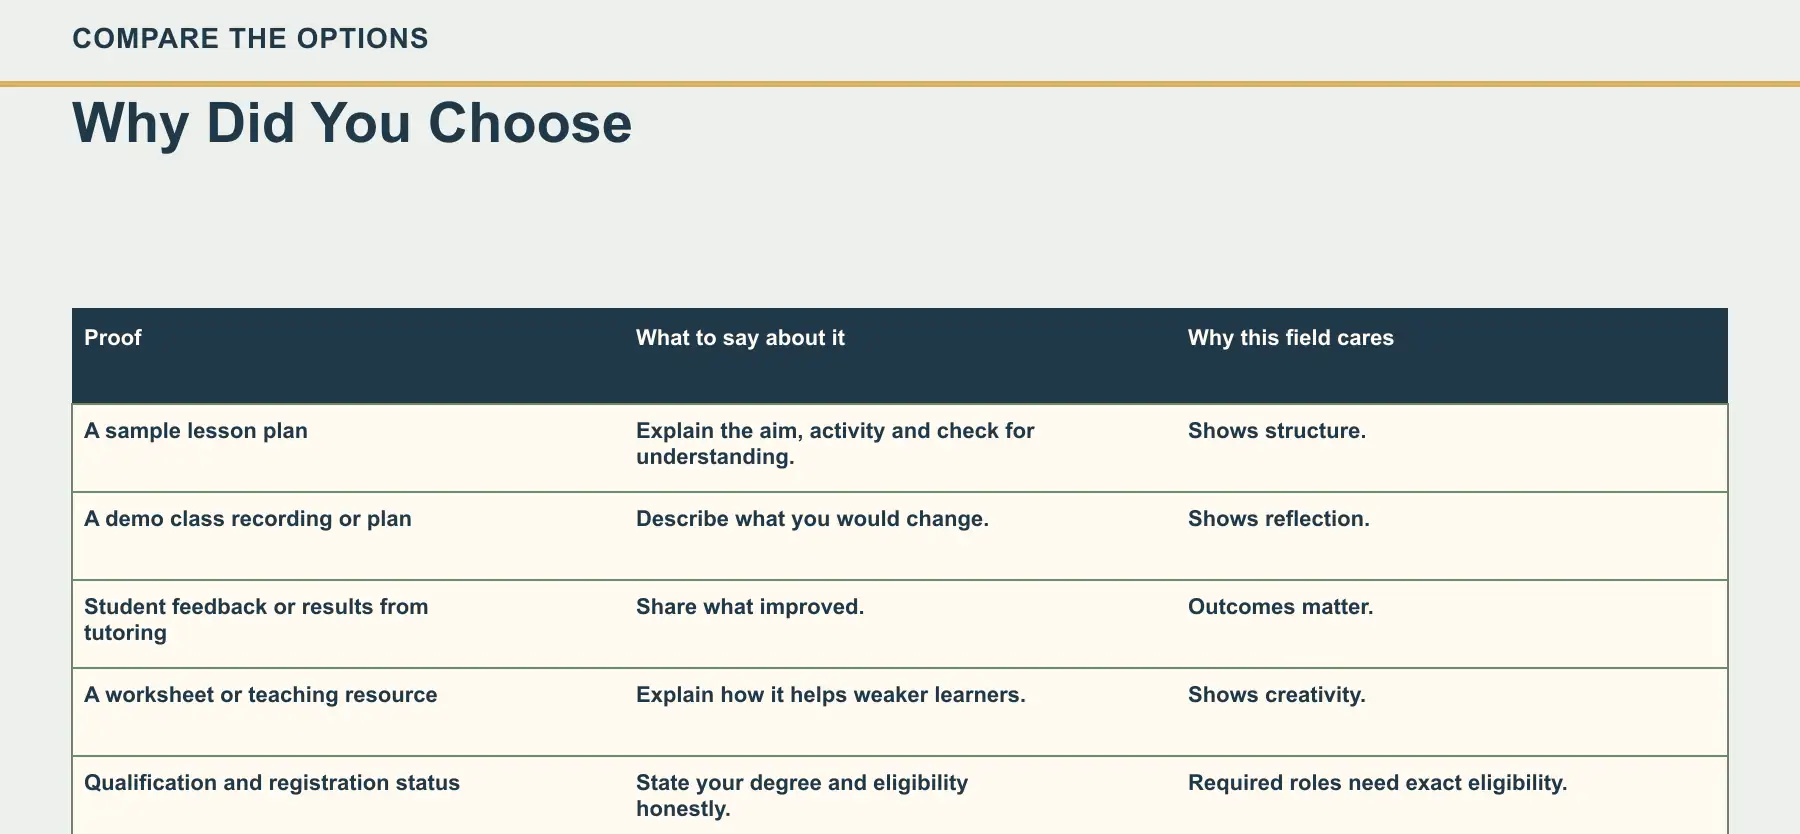 COMPARE THE OPTIONS
Why Did You Choose
Proof
What to say about it
Why this field cares
A sample lesson plan
Explain the aim, activity and check for
understanding.
Shows structure.
A demo class recording or plan
Describe what you would change.
Shows reflection.
Student feedback or results from
tutoring
Share what improved.
Outcomes matter.
A worksheet or teaching resource
Explain how it helps weaker learners.
Shows creativity.
Qualification and registration status
State your degree and eligibility
honestly.
Required roles need exact eligibility.